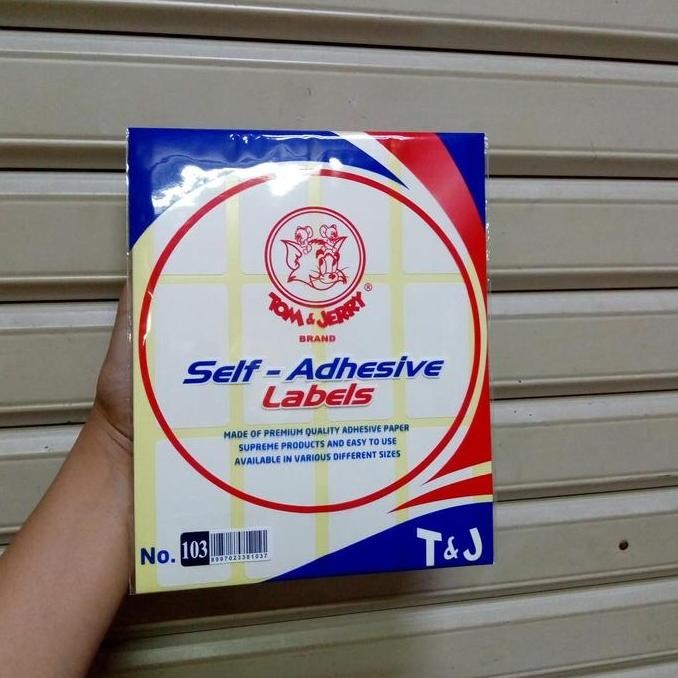 TOM & JERRY ®
BRAND
Self - Adhesive
Labels
MADE OF PREMIUM QUALITY ADHESIVE PAPER
SUPREME PRODUCTS AND EASY TO USE
AVAILABLE IN VARIOUS DIFFERENT SIZES
No. 103
8997023381037
T&J